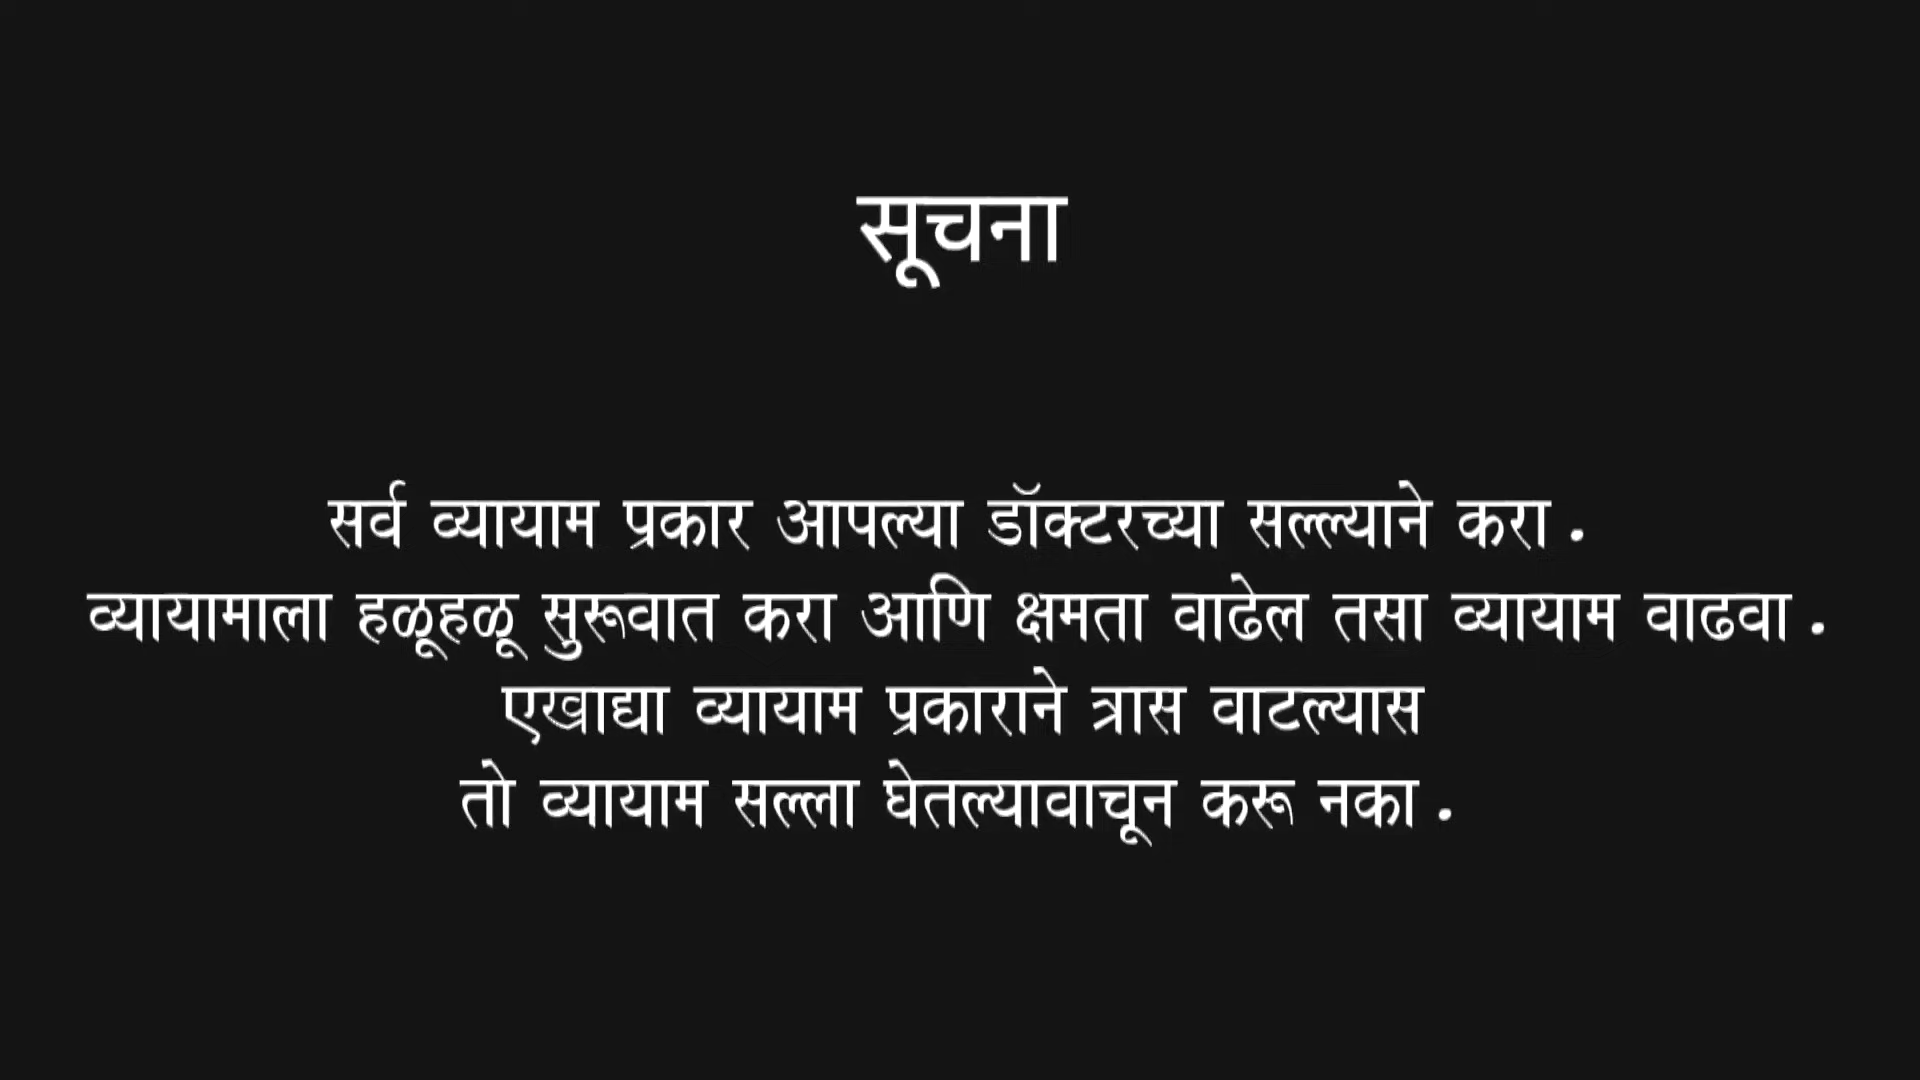 सूचना
सर्व व्यायाम प्रकार आपल्या डॉक्टरच्या सल्ल्याने करा.
व्यायामाला हळूहळू सुरूवात करा आणि क्षमता वाढेल तसा व्यायाम वाढवा.
एखाद्या व्यायाम प्रकाराने त्रास वाटल्यास
तो व्यायाम सल्ला घेतल्यावाचून करू नका.